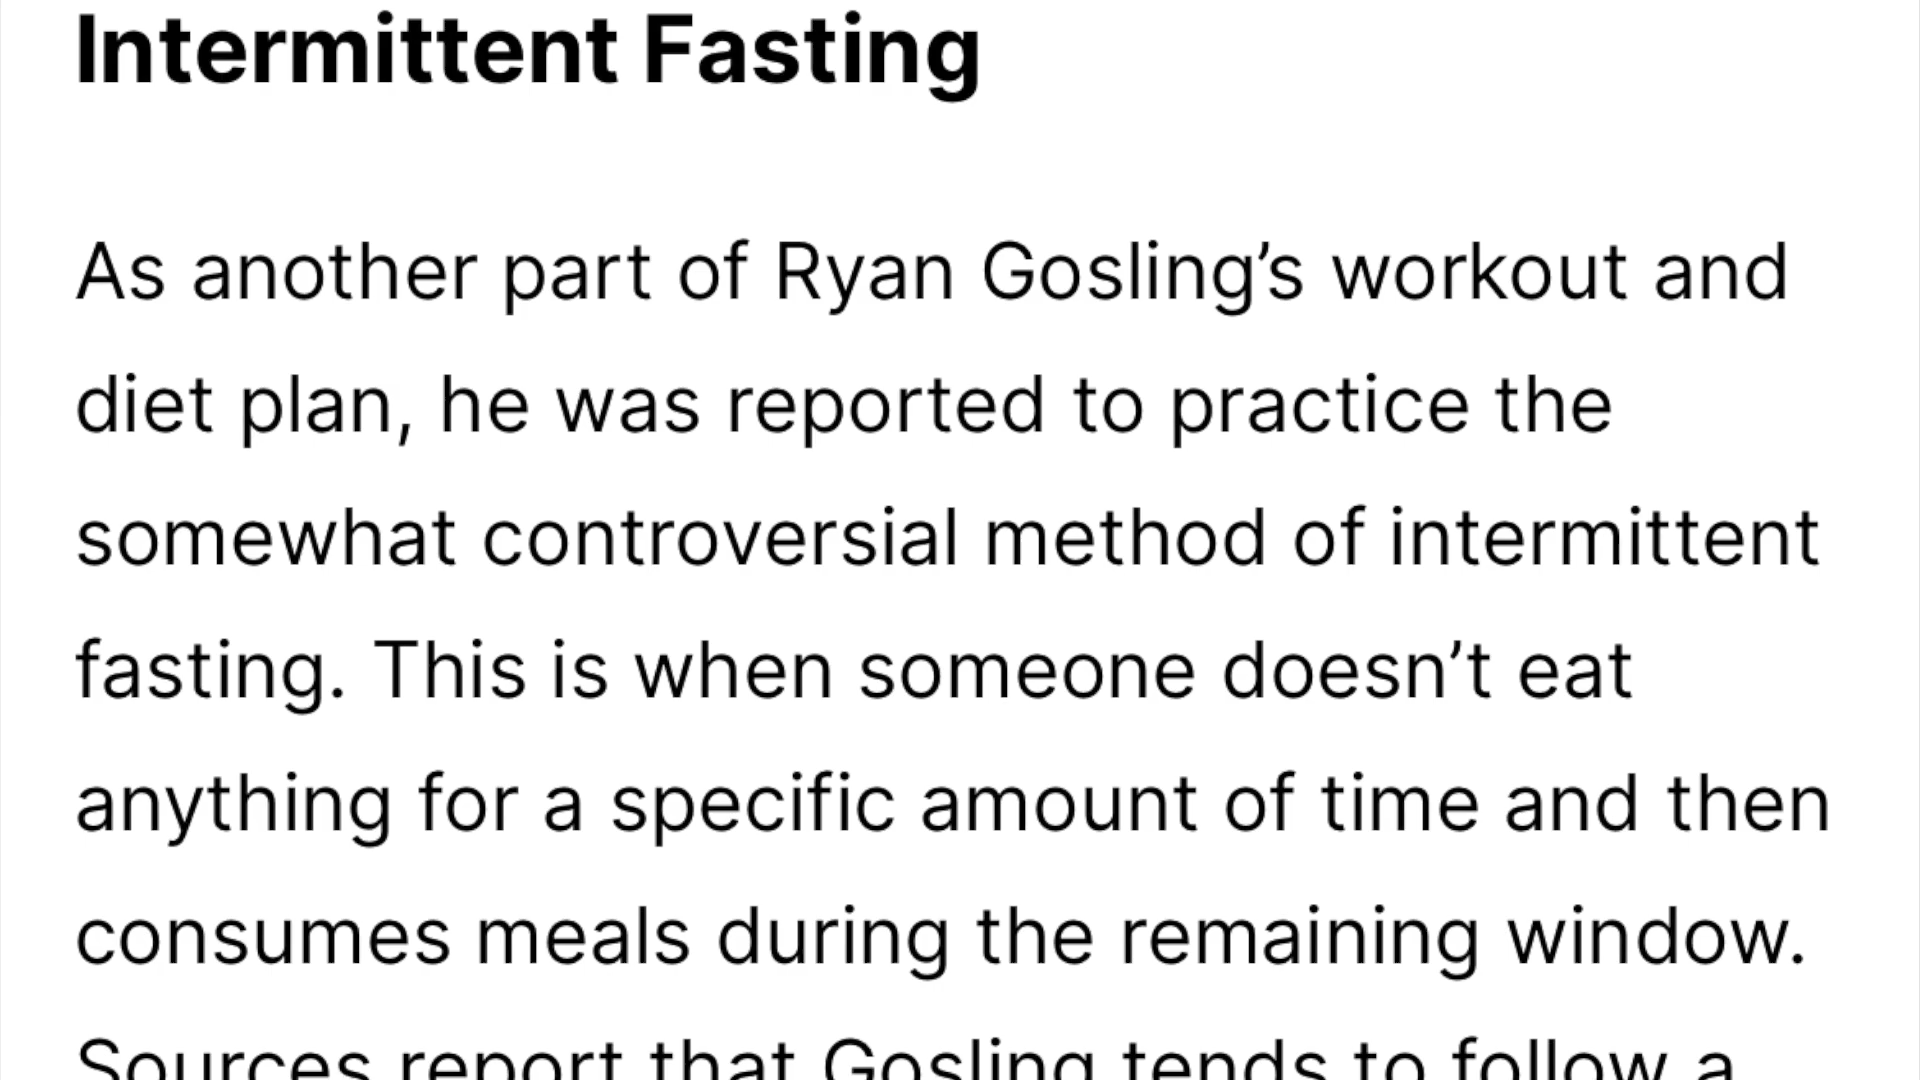 Intermittent Fasting
As another part of Ryan Gosling’s workout and
diet plan, he was reported to practice the
somewhat controversial method of intermittent
fasting. This is when someone doesn’t eat
anything for a specific amount of time and then
consumes meals during the remaining window.
Sources report that Gosling tends to follow a